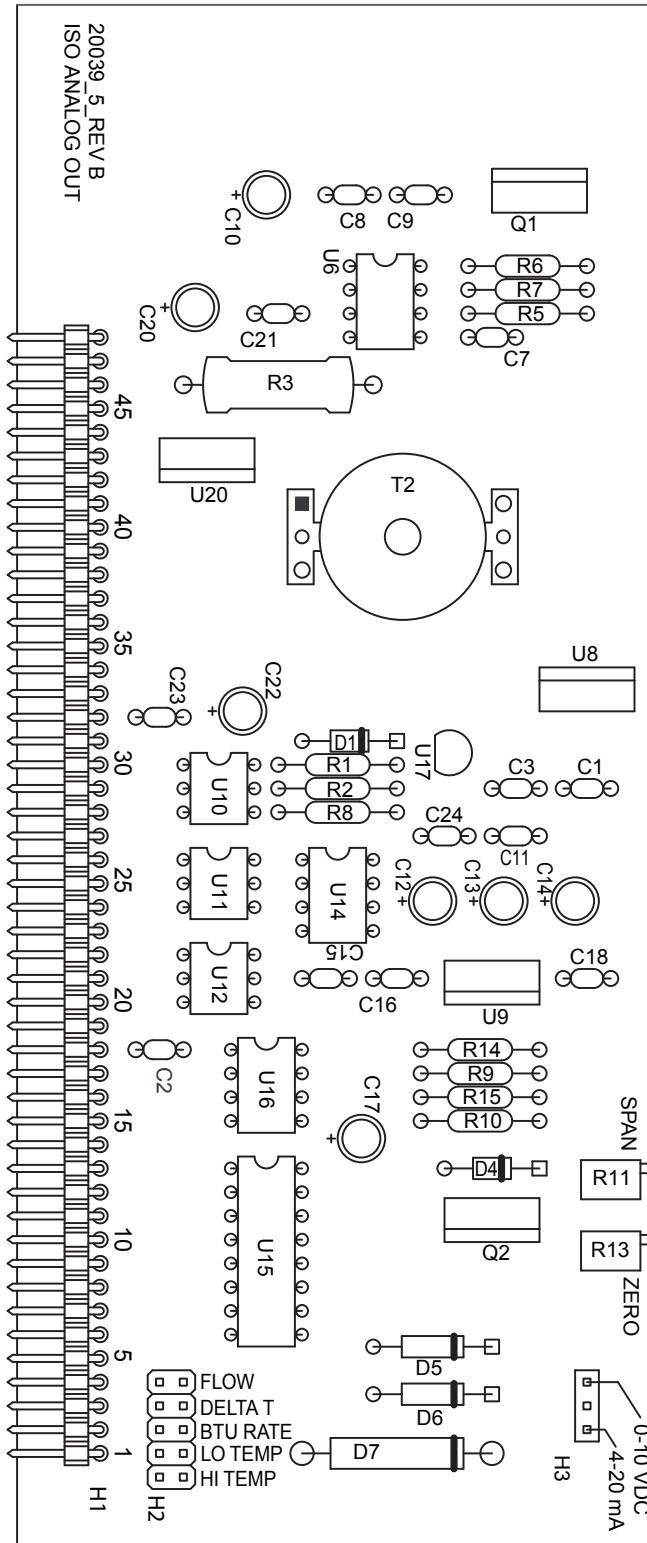 20039_5_REV B
ISO ANALOG OUT
C10
C8
C9
Q1
U6
R6
R7
R5
C20
C21
C7
R3
45
U20
T2
40
35
U8
C23
C22
D1
U17
30
U10
R1
R2
R8
C3
C1
C24
C11
25
U11
U14
C12
C13
C14
C15
U12
C16
C18
20
U9
C2
U16
R14
R9
R15
R10
C17
15
SPAN
D4
R11
U15
10
Q2
R13
ZERO
5
D5
FLOW
DELTA T
D6
BTU RATE
LO TEMP
D7
HI TEMP
1
H1
H2
H3
0-10 VDC
4-20 mA